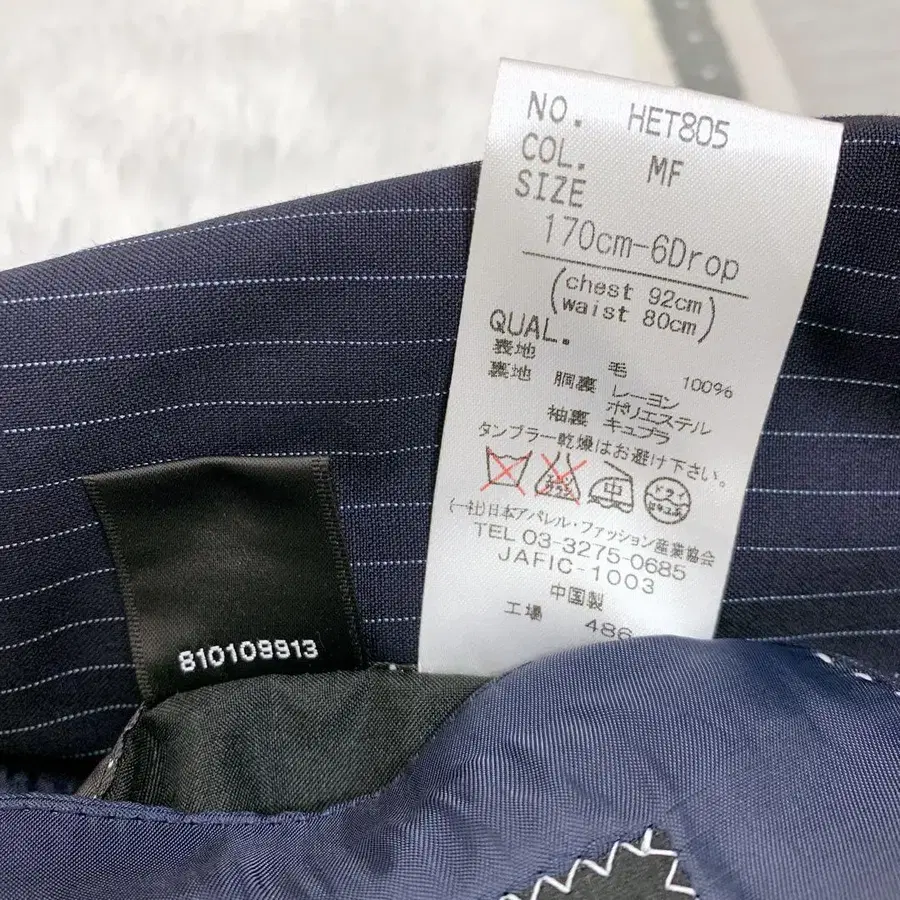 NO. HET805
COL. MF
SIZE
170cm-6Drop
(chest 92cm
waist 80cm)
QUAL.
表地 毛 100%
裏地 胴裏 レーヨン
ポリエステル
袖裏 キュプラ
タンブラー乾燥はお避け下さい。
中
ドライ
(一社)日本アパレル・ファッション産業協会
TEL 03-3275-0685
JAFIC-1003
中国製
工場 486
810109913